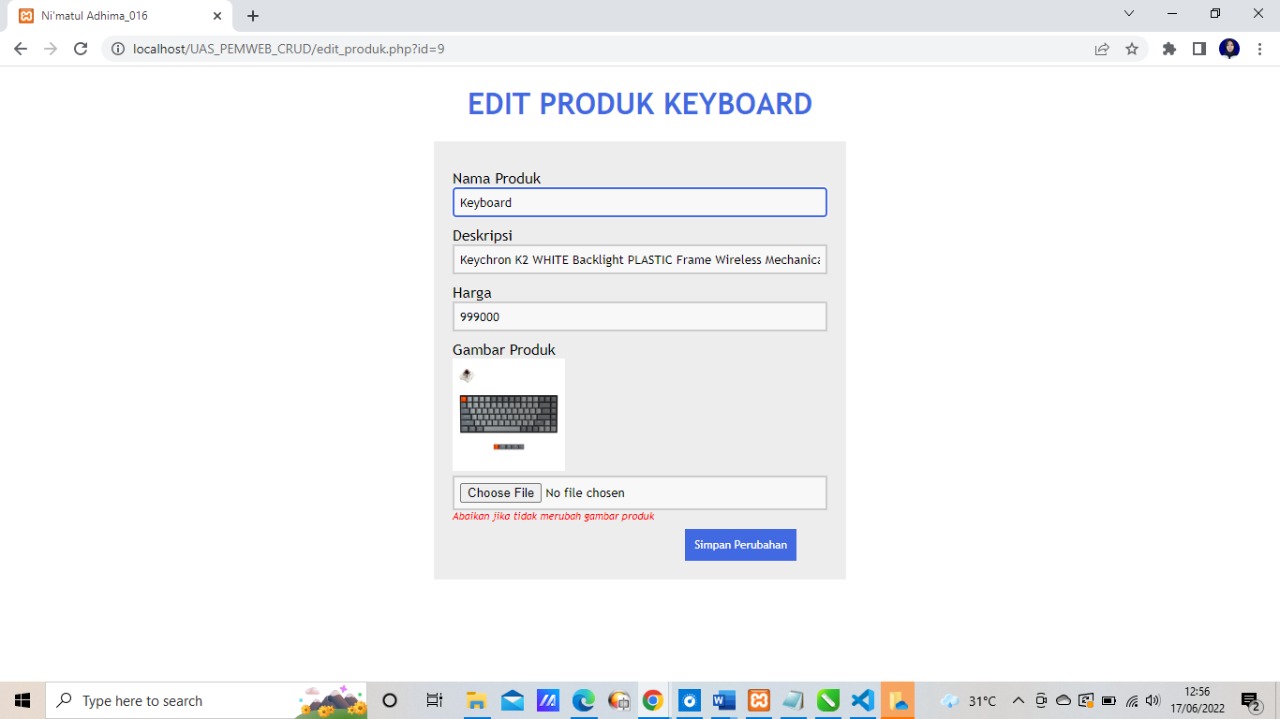 Ni'matul Adhima_016
localhost/UAS_PEMWEB_CRUD/edit_produk.php?id=9
EDIT PRODUK KEYBOARD
Nama Produk
Keyboard
Deskripsi
Keychron K2 WHITE Backlight PLASTIC Frame Wireless Mechanica
Harga
999000
Gambar Produk
Choose File No file chosen
Abaikan jika tidak merubah gambar produk
Simpan Perubahan
Type here to search
31°C
12:56
17/06/2022
2